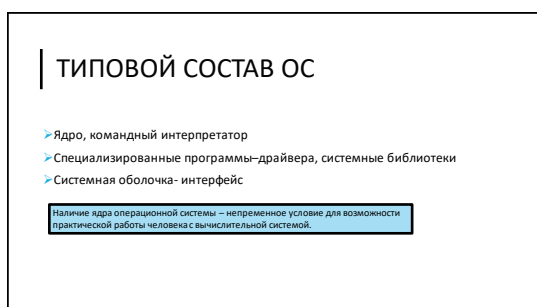 ТИПОВОЙ СОСТАВ ОС
Ядро, командный интерпретатор
Специализированные программы–драйвера, системные библиотеки
Системная оболочка- интерфейс
Наличие ядра операционной системы – непременное условие для возможности
практической работы человека с вычислительной системой.